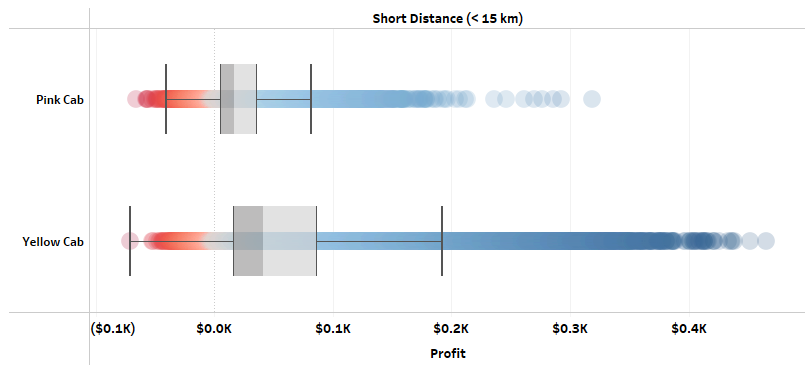 Short Distance (< 15 km)
Pink Cab
Yellow Cab
($0.1K) $0.0K $0.1K $0.2K $0.3K $0.4K
Profit